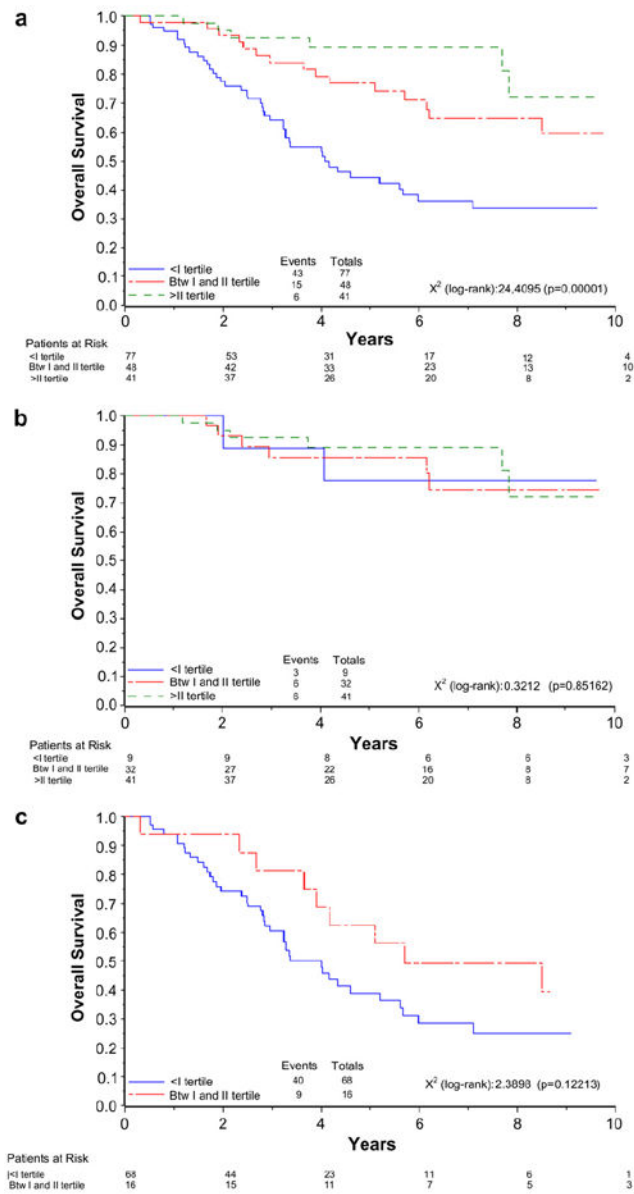 a
1.0
0.9
0.8
0.7
0.6
0.5
0.4
0.3
0.2
0.1
0.0
Overall Survival
Events Totals
<I tertile 43 77
Btw I and II tertile 15 48
>II tertile 6 41
X² (log-rank):24,4095 (p=0.00001)
0 2 4 6 8 10
Years
Patients at Risk
<I tertile 77 53 31 17 12 4
Btw I and II tertile 48 42 33 23 13 10
>II tertile 41 37 26 20 8 2
b
1.0
0.9
0.8
0.7
0.6
0.5
0.4
0.3
0.2
0.1
0.0
Overall Survival
Events Totals
<I tertile 3 9
Btw I and II tertile 6 32
>II tertile 6 41
X² (log-rank):0.3212 (p=0.85162)
0 2 4 6 8 10
Years
Patients at Risk
<I tertile 9 9 8 6 6 3
Btw I and II tertile 32 27 22 16 8 7
>II tertile 41 37 26 20 8 2
c
1.0
0.9
0.8
0.7
0.6
0.5
0.4
0.3
0.2
0.1
0.0
Overall Survival
Events Totals
<I tertile 40 68
Btw I and II tertile 9 16
X² (log-rank):2.3898 (p=0.12213)
0 2 4 6 8 10
Years
Patients at Risk
|<I tertile 68 44 23 11 6 1
Btw I and II tertile 16 15 11 7 5 3